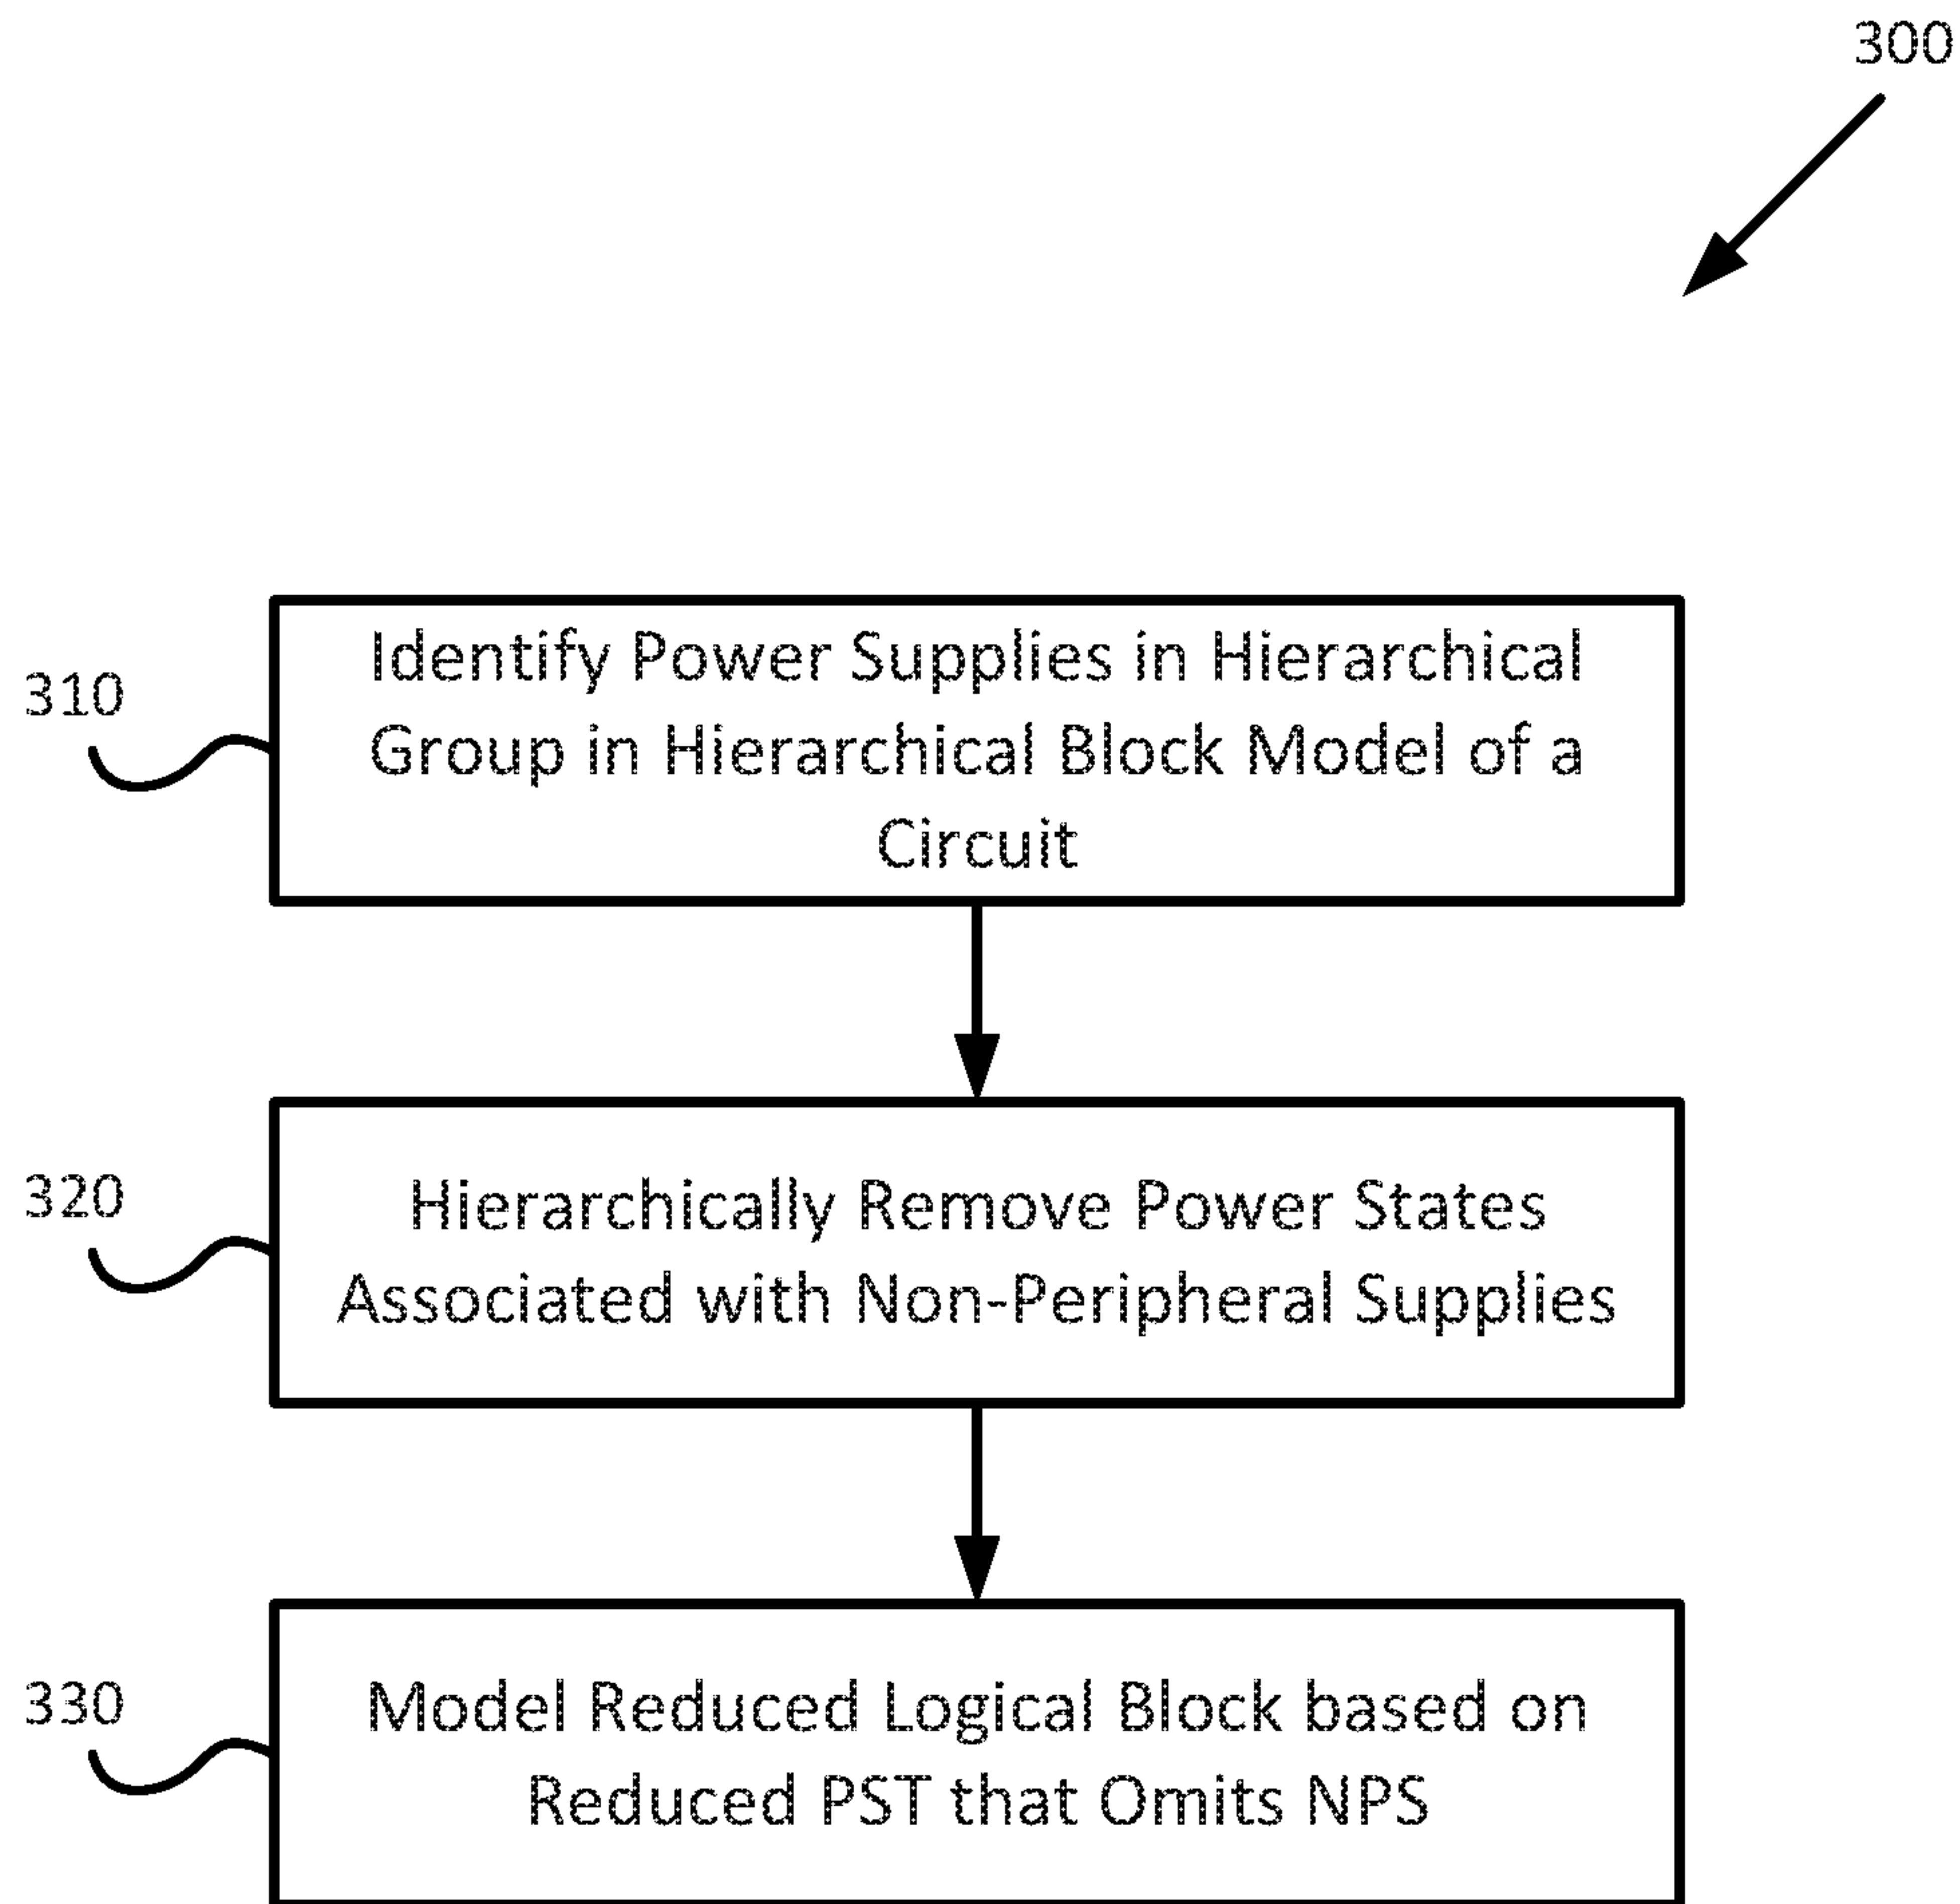 300
310
Identify Power Supplies in Hierarchical
Group in Hierarchical Block Model of a
Circuit
320
Hierarchically Remove Power States
Associated with Non-Peripheral Supplies
330
Model Reduced Logical Block based on
Reduced PST that Omits NPS